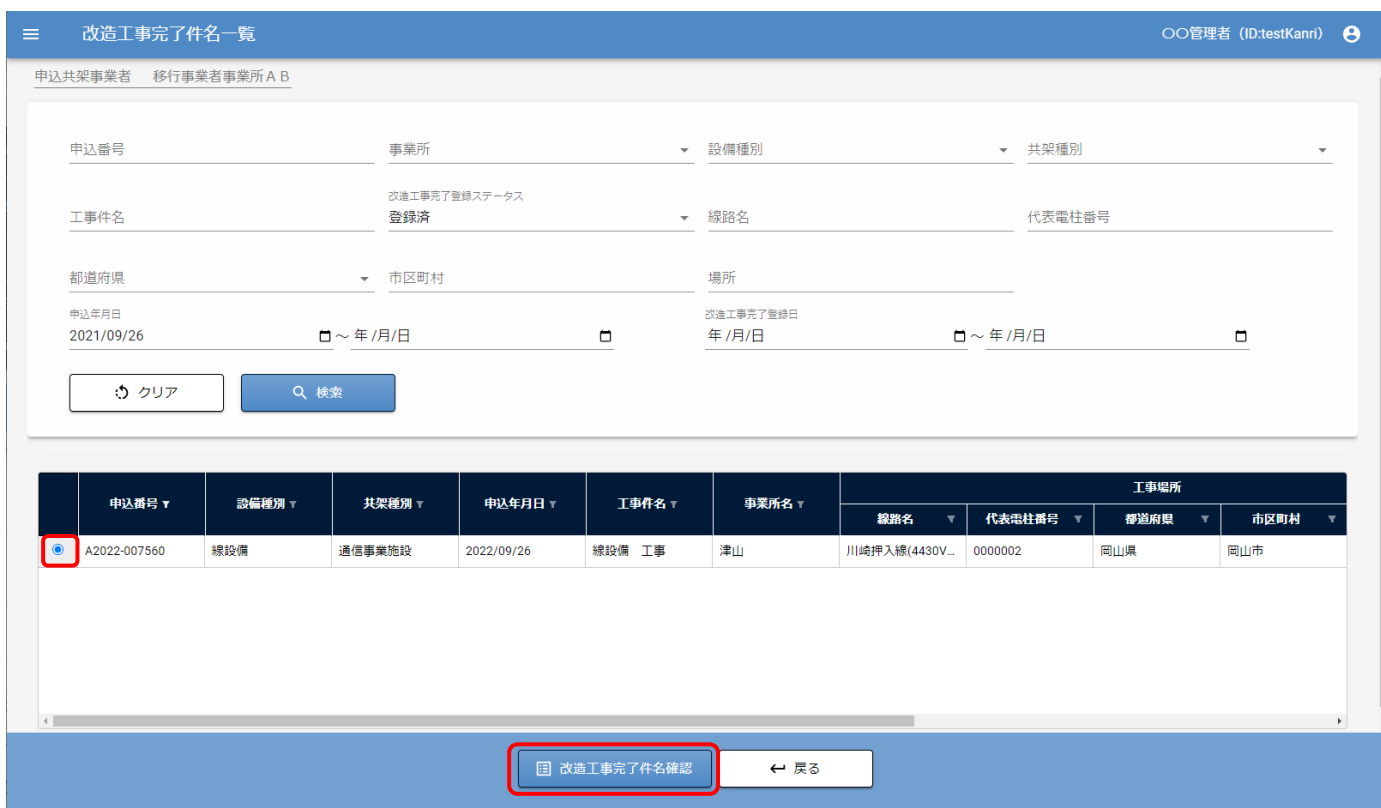 改造工事完了件名一覧 〇〇管理者（ID:testKanri）
申込共架事業者 移行事業者事業所ＡＢ
申込番号 事業所 設備種別 共架種別
改造工事完了登録ステータス
工事件名 登録済 線路名 代表電柱番号
都道府県 市区町村 場所
申込年月日 改造工事完了登録日
2021/09/26 ～ 年 /月/日 年 /月/日 ～ 年 /月/日
クリア 検索
工事場所
申込番号 設備種別 共架種別 申込年月日 工事件名 事業所名
線路名 代表電柱番号 都道府県 市区町村
A2022-007560 線設備 通信事業施設 2022/09/26 線設備 工事 津山 川崎押入線(4430V... 0000002 岡山県 岡山市
改造工事完了件名確認 戻る